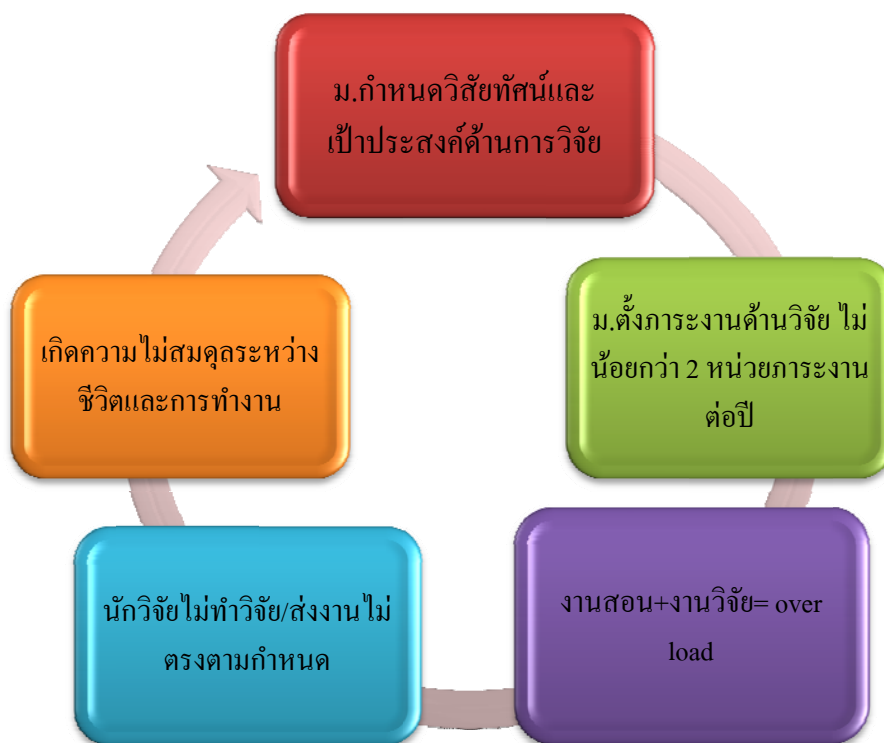 ม.กำหนดวิสัยทัศน์และ
เป้าประสงค์ด้านการวิจัย
ม.ตั้งภาระงานด้านวิจัย ไม่
น้อยกว่า 2 หน่วยภาระงาน
ต่อปี
งานสอน+งานวิจัย= over
load
นักวิจัยไม่ทำวิจัย/ส่งงานไม่
ตรงตามกำหนด
เกิดความไม่สมดุลระหว่าง
ชีวิตและการทำงาน